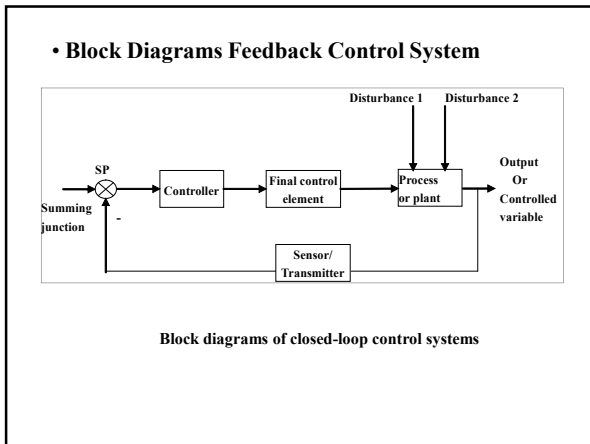 • Block Diagrams Feedback Control System
Disturbance 1 Disturbance 2
SP
Summing
junction
-
Controller
Final control
element
Process
or plant
Output
Or
Controlled
variable
Sensor/
Transmitter
Block diagrams of closed-loop control systems